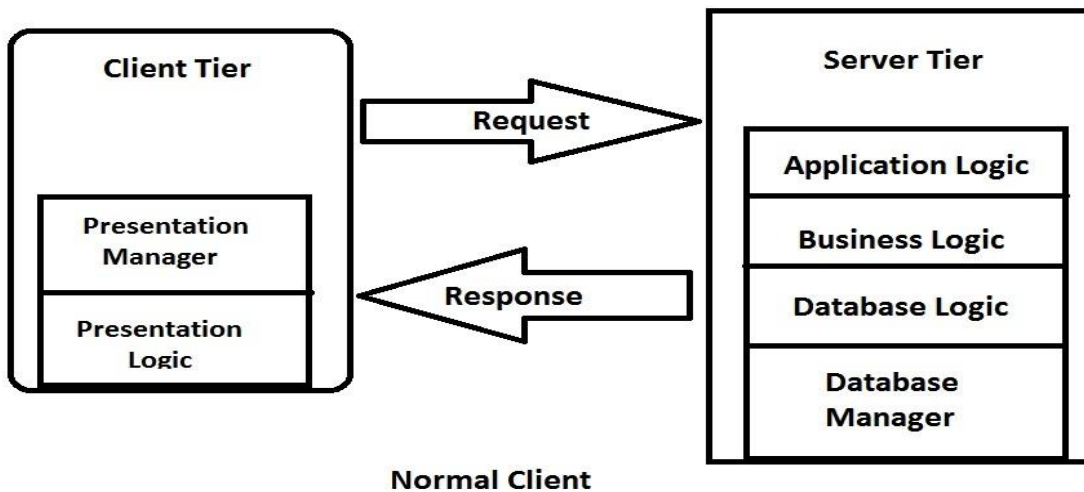 Client Tier
Presentation
Manager
Presentation
Logic
Request
Response
Server Tier
Application Logic
Business Logic
Database Logic
Database
Manager
Normal Client